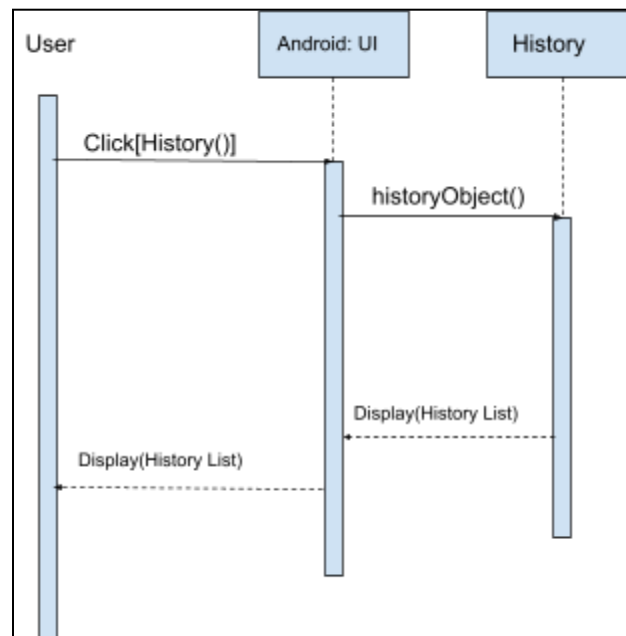 User
Android: UI
History
Click[History()]
historyObject()
Display(History List)
Display(History List)